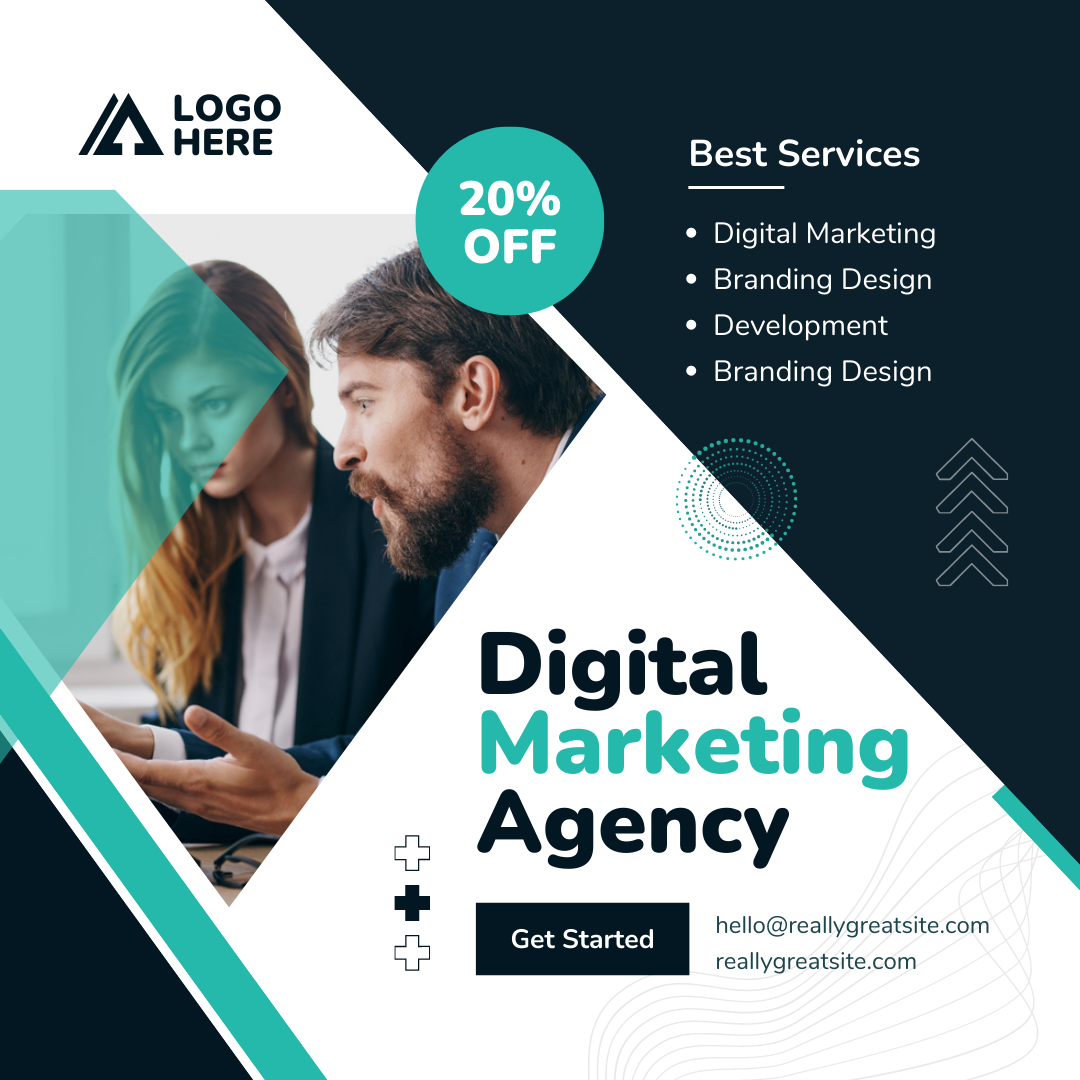 LOGO
HERE
20%
OFF
Best Services
• Digital Marketing
• Branding Design
• Development
• Branding Design
Digital
Marketing
Agency
Get Started
hello@reallygreatsite.com
reallygreatsite.com